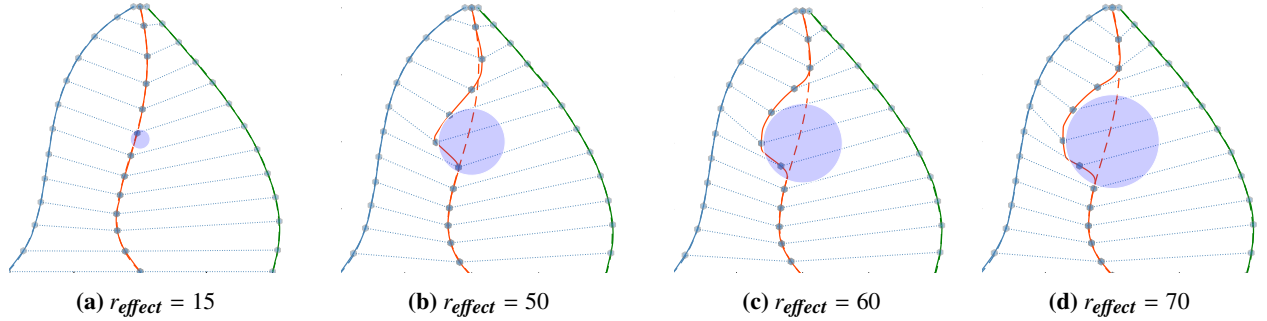 (a) r_effect = 15
(b) r_effect = 50
(c) r_effect = 60
(d) r_effect = 70